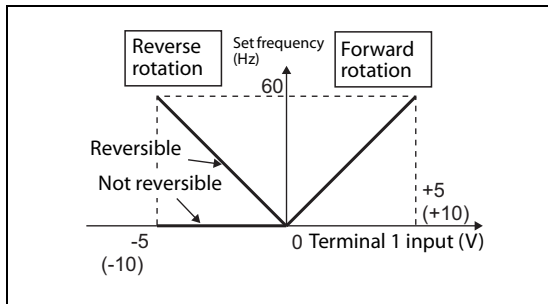 Reverse
rotation
Set frequency
(Hz)
Forward
rotation
60
Reversible
Not reversible
+5
(+10)
-5
(-10)
0
Terminal 1 input (V)